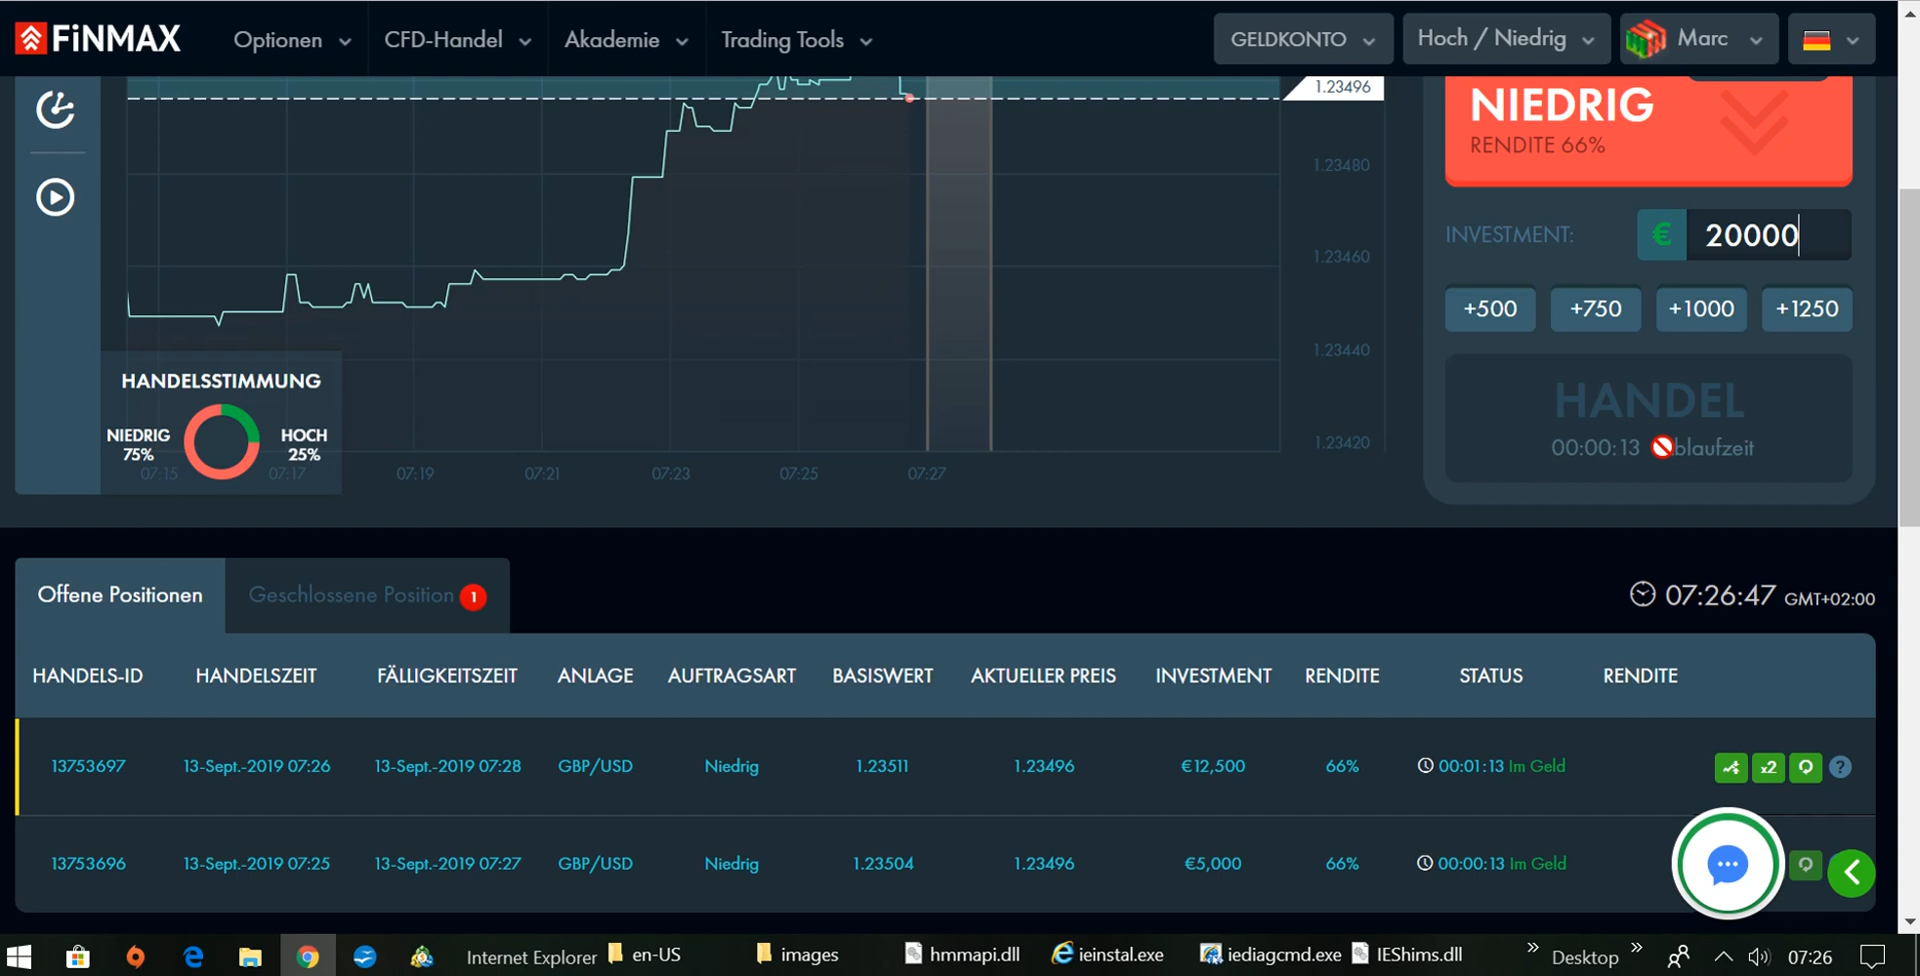 FiNMAX
Optionen
CFD-Handel
Akademie
Trading Tools
GELDKONTO
Hoch / Niedrig
Marc
1.23496
1.23480
1.23460
1.23440
1.23420
NIEDRIG
RENDITE 66%
INVESTMENT:
€ 20000
+500
+750
+1000
+1250
HANDEL
00:00:13 blaufzeit
HANDELSSTIMMUNG
NIEDRIG
75%
HOCH
25%
07:15
07:17
07:19
07:21
07:23
07:25
07:27
Offene Positionen
Geschlossene Position 1
07:26:47 GMT+02:00
HANDELS-ID HANDELSZEIT FÄLLIGKEITSZEIT ANLAGE AUFTRAGSART BASISWERT AKTUELLER PREIS INVESTMENT RENDITE STATUS RENDITE
13753697 13-Sept.-2019 07:26 13-Sept.-2019 07:28 GBP/USD Niedrig 1.23511 1.23496 €12,500 66% 00:01:13 Im Geld x2 ?
13753696 13-Sept.-2019 07:25 13-Sept.-2019 07:27 GBP/USD Niedrig 1.23504 1.23496 €5,000 66% 00:00:13 Im Geld
Internet Explorer
en-US
images
hmmapi.dll
ieinstal.exe
iediagcmd.exe
IEShims.dll
Desktop
07:26